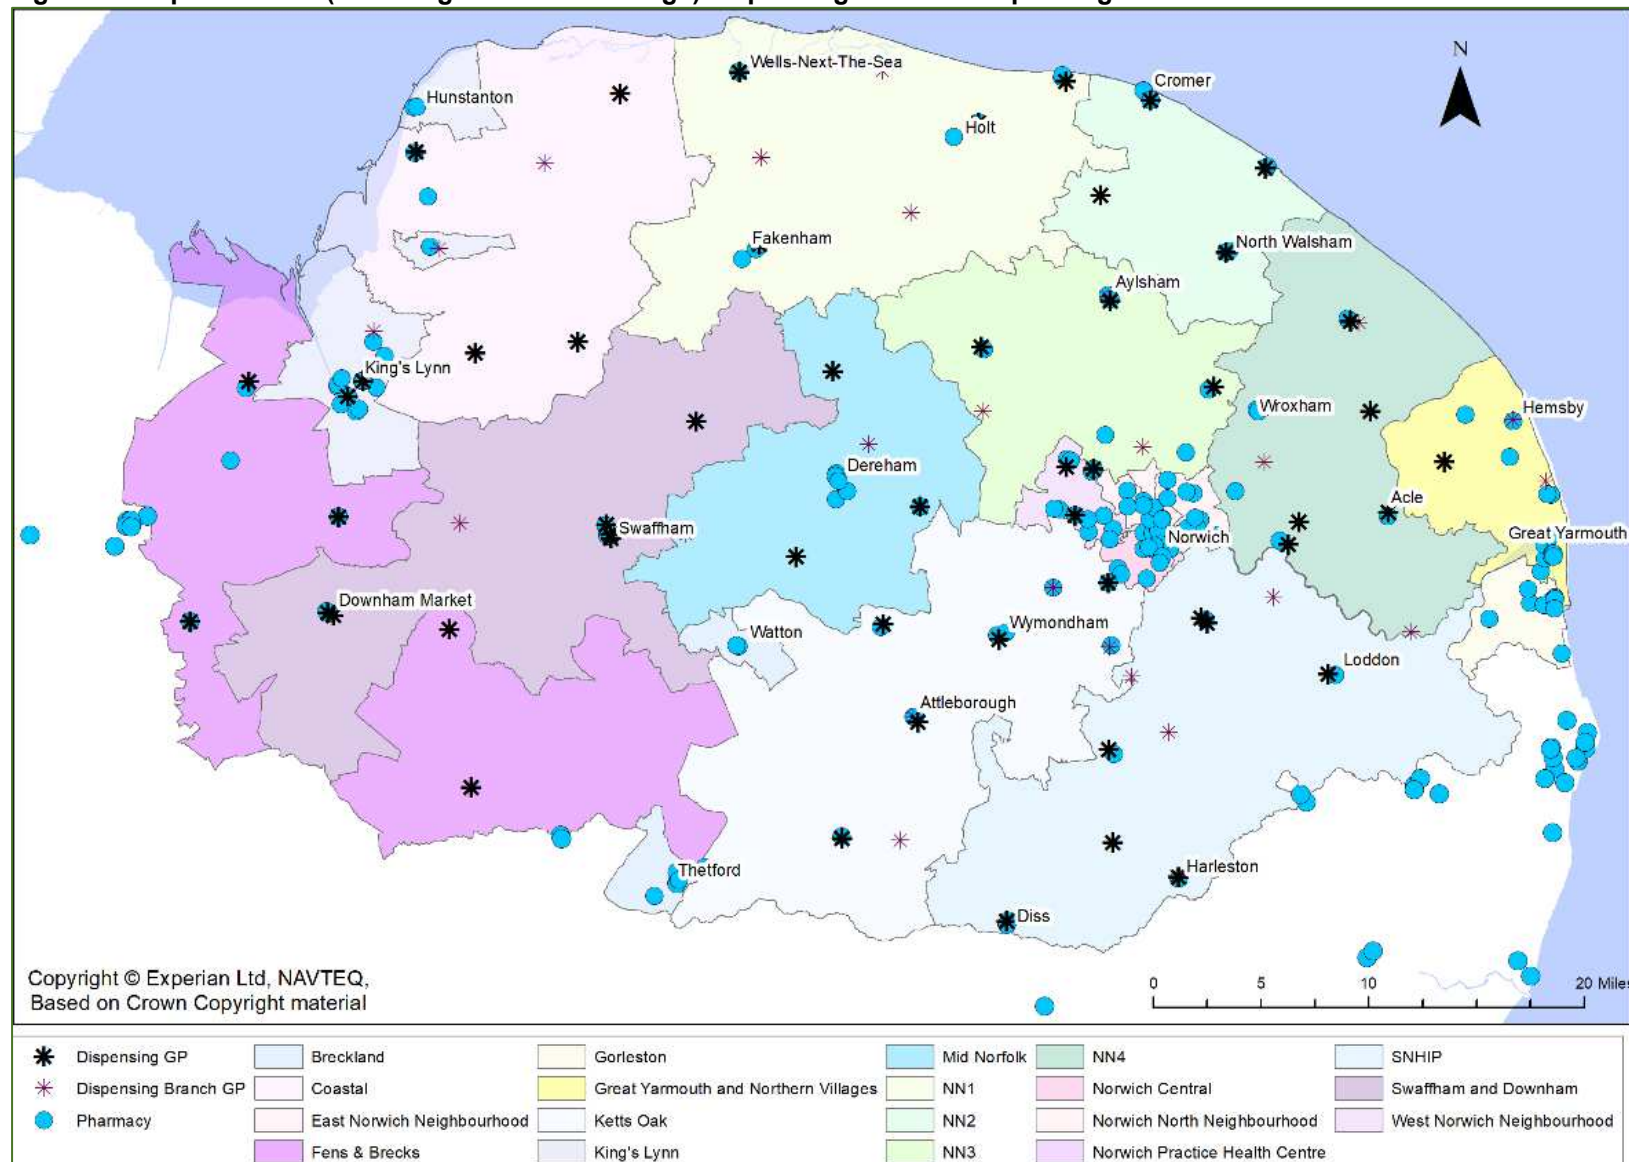 Wells-Next-The-Sea
Cromer
N
Hunstanton
Holt
Fakenham
North Walsham
Aylsham
King's Lynn
Wroxham
Hemsby
Dereham
Acle
Swaffham
Norwich
Great Yarmouth
Downham Market
Watton
Wymondham
Loddon
Attleborough
Thetford
Harleston
Diss
Copyright © Experian Ltd, NAVTEQ,
Based on Crown Copyright material
0 5 10 20 Miles
Dispensing GP
Dispensing Branch GP
Pharmacy
Breckland
Coastal
East Norwich Neighbourhood
Fens & Brecks
Gorleston
Great Yarmouth and Northern Villages
Ketts Oak
King's Lynn
Mid Norfolk
NN1
NN2
NN3
NN4
Norwich Central
Norwich North Neighbourhood
Norwich Practice Health Centre
SNHIP
Swaffham and Downham
West Norwich Neighbourhood